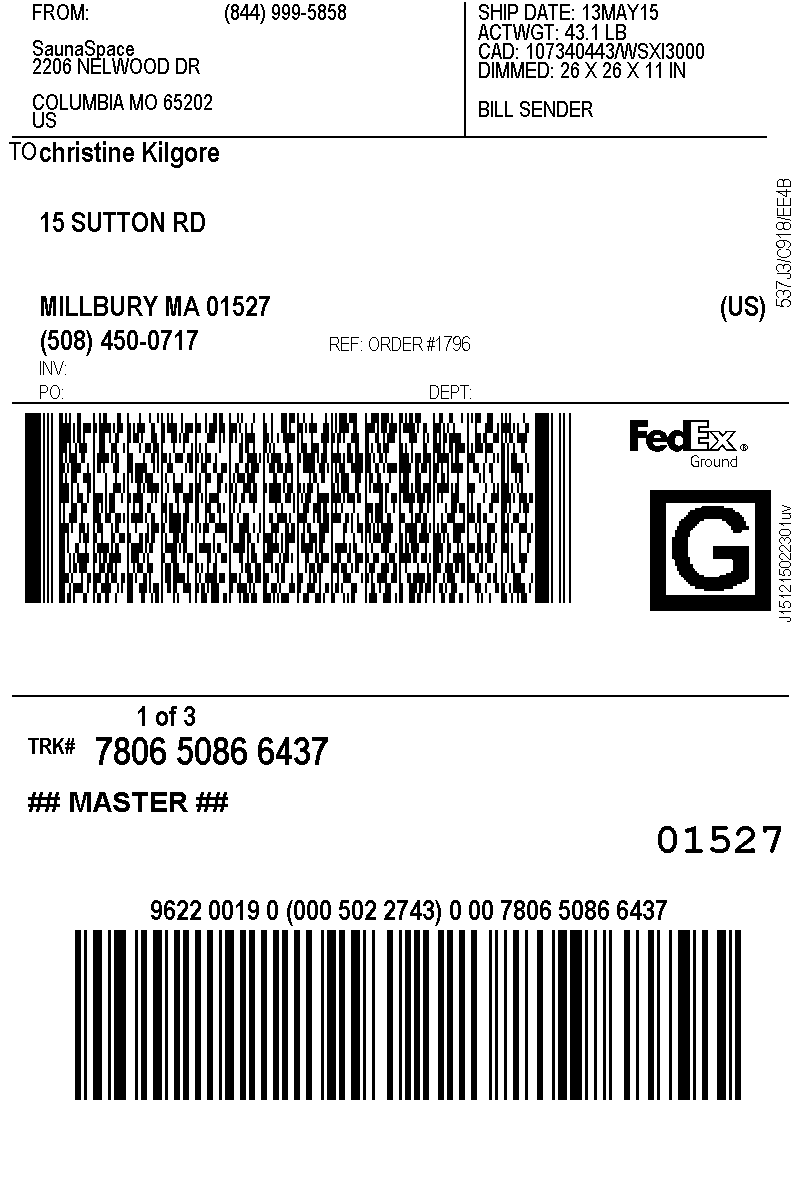 FROM: (844) 999-5858
SaunaSpace
2206 NELWOOD DR
COLUMBIA MO 65202
US
SHIP DATE: 13MAY15
ACTWGT: 43.1 LB
CAD: 107340443/WSXI3000
DIMMED: 26 X 26 X 11 IN
BILL SENDER
TO christine Kilgore
15 SUTTON RD
MILLBURY MA 01527 (US)
(508) 450-0717 REF: ORDER #1796
INV:
PO: DEPT:
537J3/C918/EE4B
FedEx®
Ground
G
J151215022301uv
1 of 3
TRK# 7806 5086 6437
## MASTER ##
01527
9622 0019 0 (000 502 2743) 0 00 7806 5086 6437